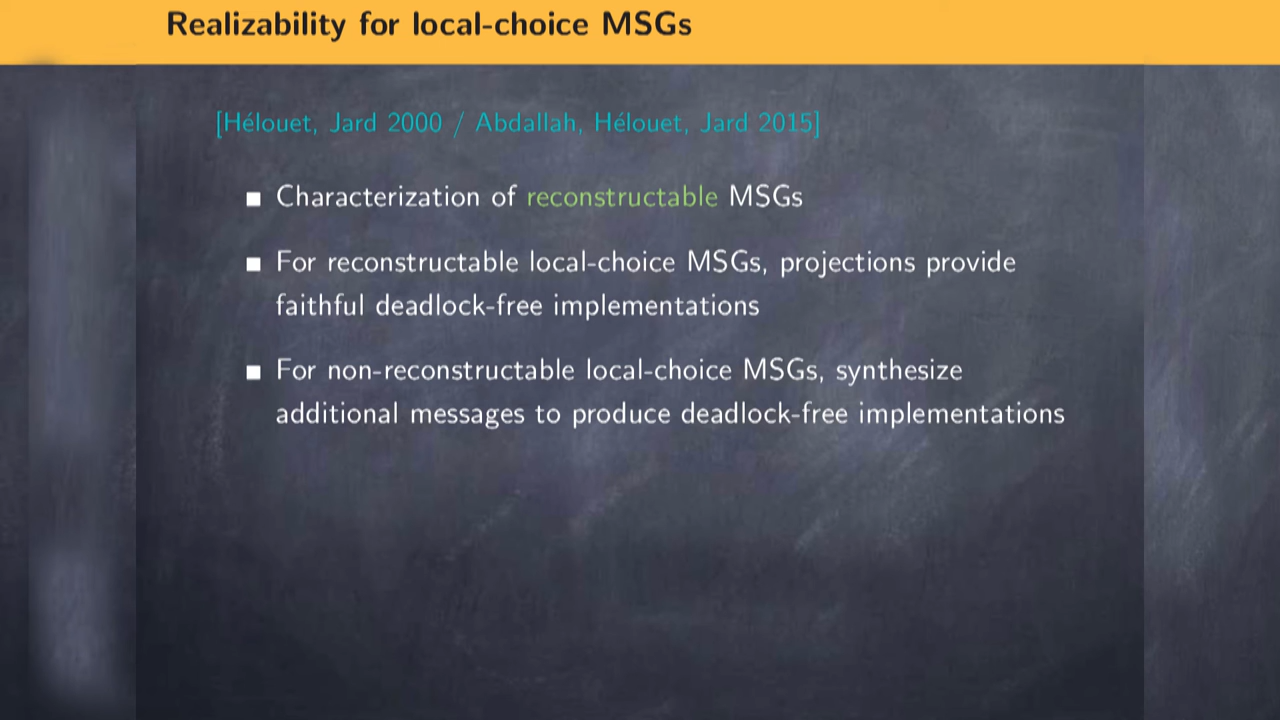 Realizability for local-choice MSGs
[Hélouet, Jard 2000 / Abdallah, Hélouet, Jard 2015]
Characterization of reconstructable MSGs
For reconstructable local-choice MSGs, projections provide
faithful deadlock-free implementations
For non-reconstructable local-choice MSGs, synthesize
additional messages to produce deadlock-free implementations